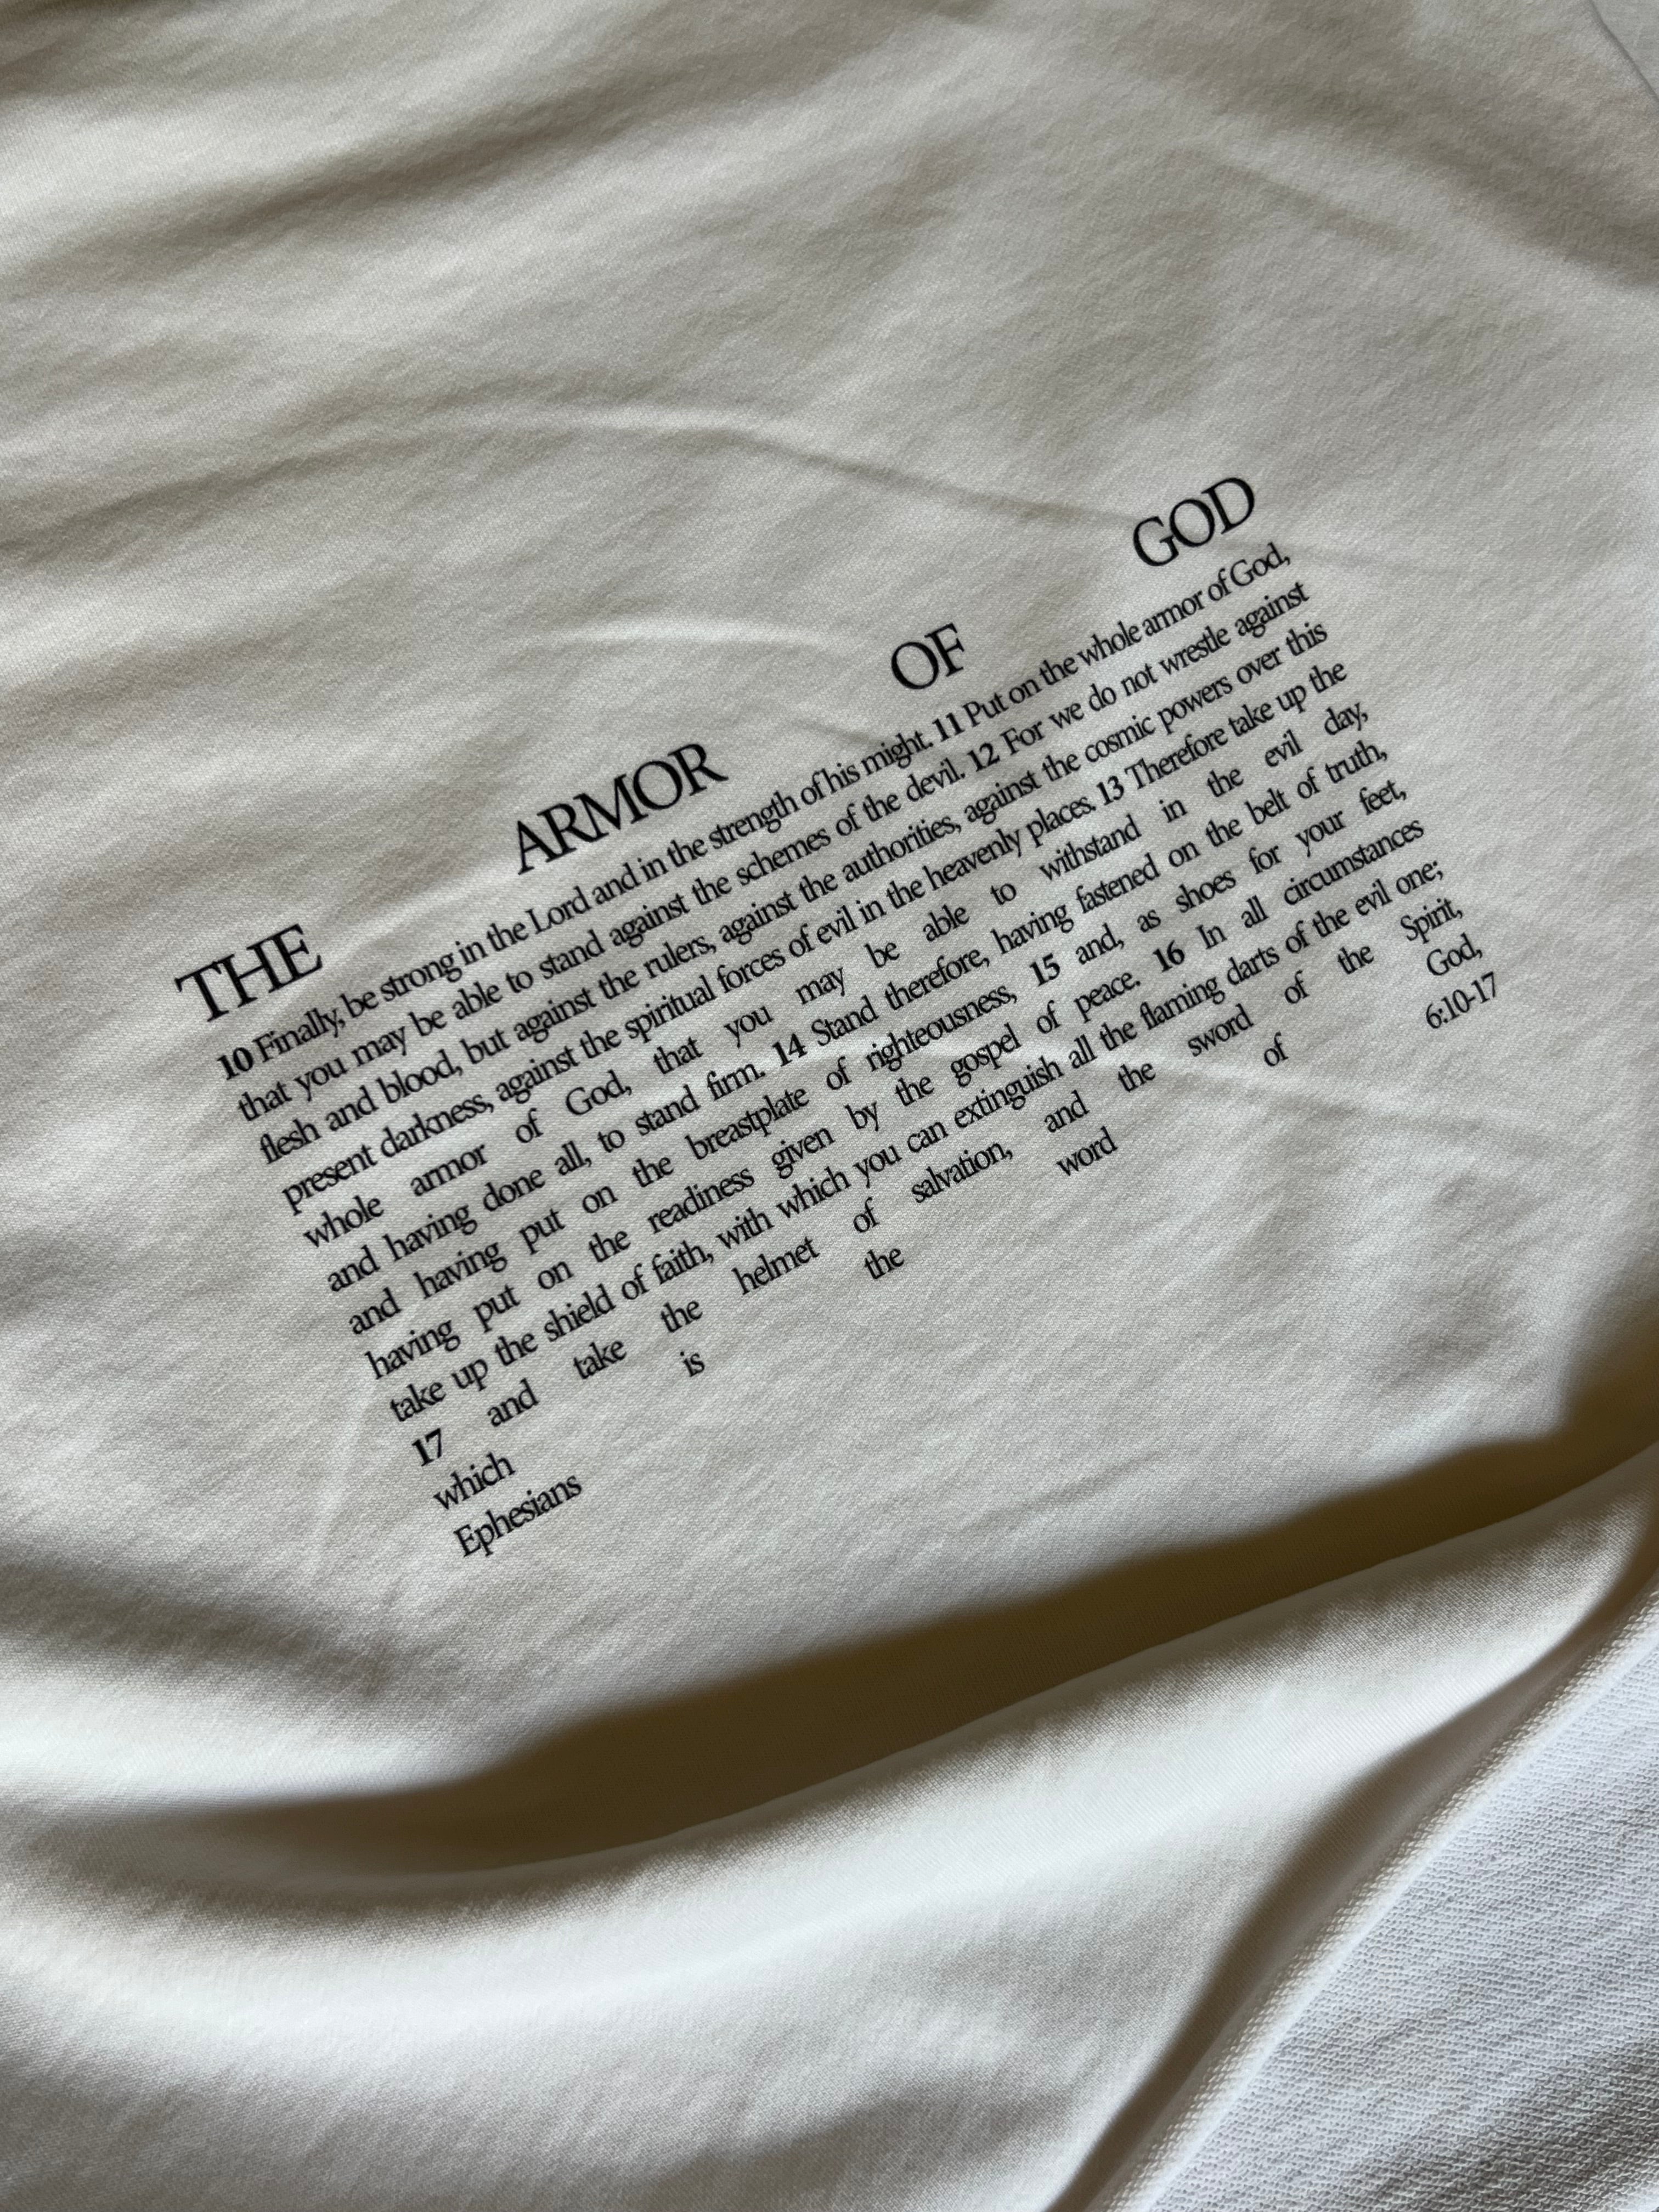 THE ARMOR OF GOD
10 Finally, be strong in the Lord and in the strength of his might. 11 Put on the whole armor of God,
that you may be able to stand against the schemes of the devil. 12 For we do not wrestle against
flesh and blood, but against the rulers, against the authorities, against the cosmic powers over this
present darkness, against the spiritual forces of evil in the heavenly places. 13 Therefore take up the
whole armor of God, that you may be able to withstand in the evil day,
and having done all, to stand firm. 14 Stand therefore, having fastened on the belt of truth,
and having put on the breastplate of righteousness, 15 and, as shoes for your feet,
having put on the readiness given by the gospel of peace. 16 In all circumstances
take up the shield of faith, with which you can extinguish all the flaming darts of the evil one;
17 and take the helmet of salvation, and the sword of the Spirit,
which is the word of God,
Ephesians 6:10-17